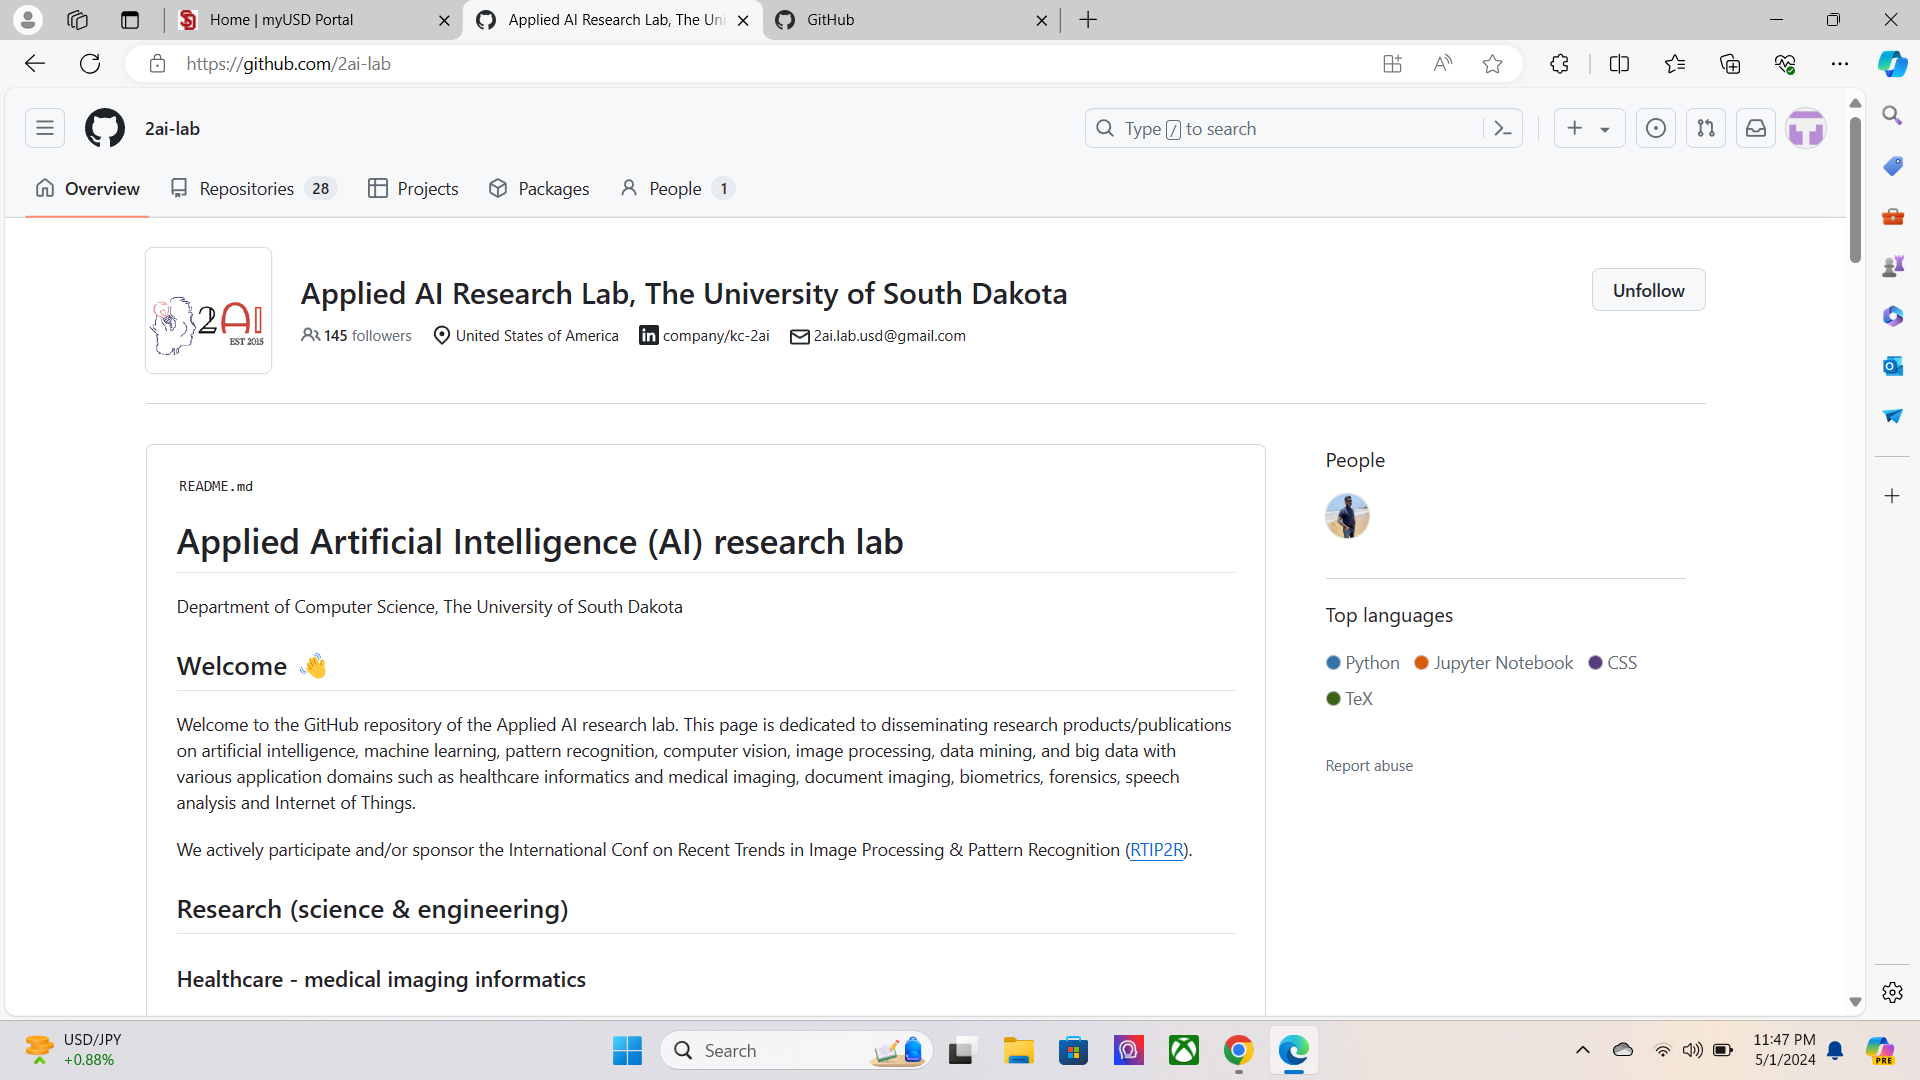 Home | myUSD Portal
Applied AI Research Lab, The Uni
GitHub
https://github.com/2ai-lab
2ai-lab
Type / to search
Overview
Repositories 28
Projects
Packages
People 1
2AI
EST 2015
Applied AI Research Lab, The University of South Dakota
Unfollow
145 followers
United States of America
company/kc-2ai
2ai.lab.usd@gmail.com
README.md
Applied Artificial Intelligence (AI) research lab
Department of Computer Science, The University of South Dakota
Welcome 👋
Welcome to the GitHub repository of the Applied AI research lab. This page is dedicated to disseminating research products/publications
on artificial intelligence, machine learning, pattern recognition, computer vision, image processing, data mining, and big data with
various application domains such as healthcare informatics and medical imaging, document imaging, biometrics, forensics, speech
analysis and Internet of Things.
We actively participate and/or sponsor the International Conf on Recent Trends in Image Processing & Pattern Recognition (RTIP2R).
Research (science & engineering)
Healthcare - medical imaging informatics
People
Top languages
Python Jupyter Notebook CSS
TeX
Report abuse
USD/JPY
+0.88%
Search
11:47 PM
5/1/2024
PRE